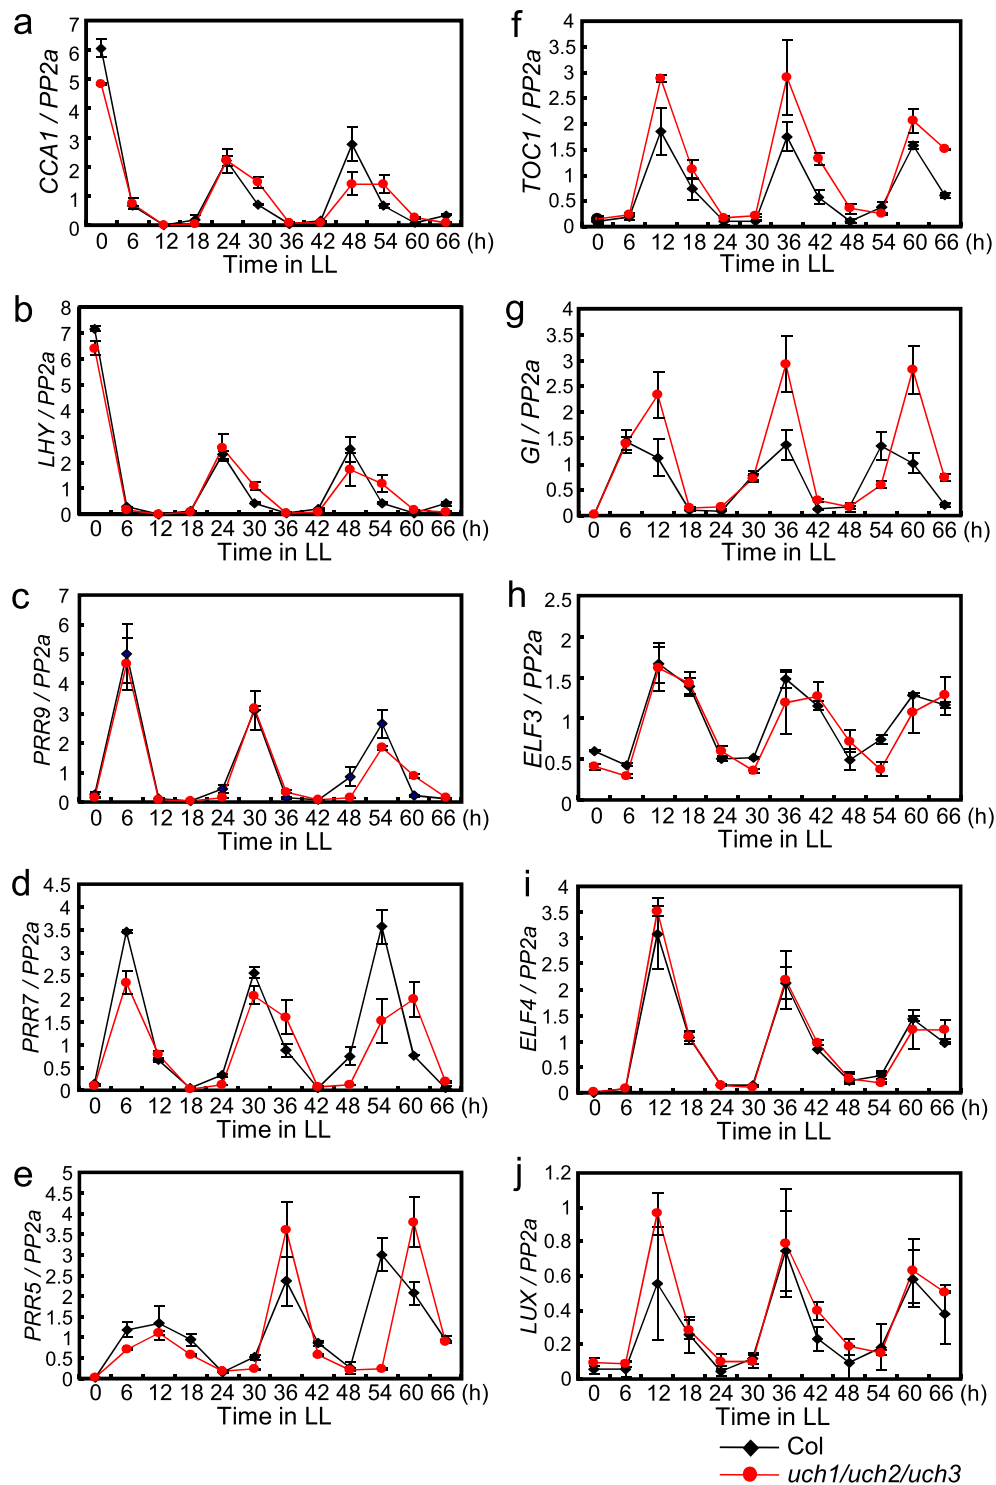 a
CCA1 / PP2a
7
6
5
4
3
2
1
0
0 6 12 18 24 30 36 42 48 54 60 66 (h)
Time in LL
b
LHY / PP2a
8
7
6
5
4
3
2
1
0
0 6 12 18 24 30 36 42 48 54 60 66 (h)
Time in LL
c
PRR9 / PP2a
7
6
5
4
3
2
1
0
0 6 12 18 24 30 36 42 48 54 60 66 (h)
Time in LL
d
PRR7 / PP2a
4.5
4
3.5
3
2.5
2
1.5
1
0.5
0
0 6 12 18 24 30 36 42 48 54 60 66 (h)
Time in LL
e
PRR5 / PP2a
5
4.5
4
3.5
3
2.5
2
1.5
1
0.5
0
0 6 12 18 24 30 36 42 48 54 60 66 (h)
Time in LL
f
TOC1 / PP2a
4
3.5
3
2.5
2
1.5
1
0.5
0
0 6 12 18 24 30 36 42 48 54 60 66 (h)
Time in LL
g
GI / PP2a
4
3.5
3
2.5
2
1.5
1
0.5
0
0 6 12 18 24 30 36 42 48 54 60 66 (h)
Time in LL
h
ELF3 / PP2a
2.5
2
1.5
1
0.5
0
0 6 12 18 24 30 36 42 48 54 60 66 (h)
Time in LL
i
ELF4 / PP2a
4
3.5
3
2.5
2
1.5
1
0.5
0
0 6 12 18 24 30 36 42 48 54 60 66 (h)
Time in LL
j
LUX / PP2a
1.2
1
0.8
0.6
0.4
0.2
0
0 6 12 18 24 30 36 42 48 54 60 66 (h)
Time in LL
Col
uch1/uch2/uch3